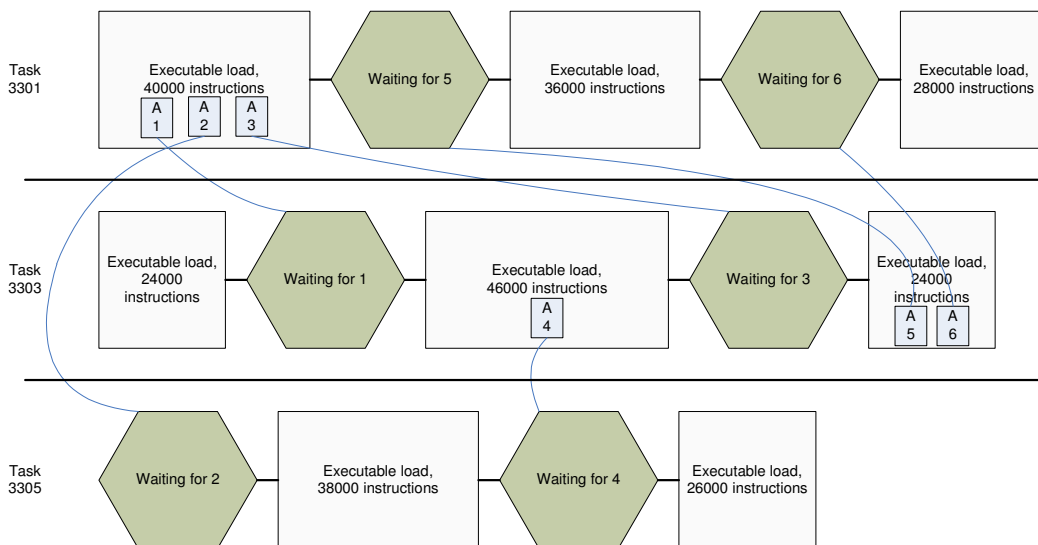 Task
3301
Executable load,
40000 instructions
A
1
A
2
A
3
Waiting for 5
Executable load,
36000 instructions
Waiting for 6
Executable load,
28000 instructions
Task
3303
Executable load,
24000
instructions
Waiting for 1
Executable load,
46000 instructions
A
4
Waiting for 3
Executable load,
24000
instructions
A
5
A
6
Task
3305
Waiting for 2
Executable load,
38000 instructions
Waiting for 4
Executable load,
26000 instructions